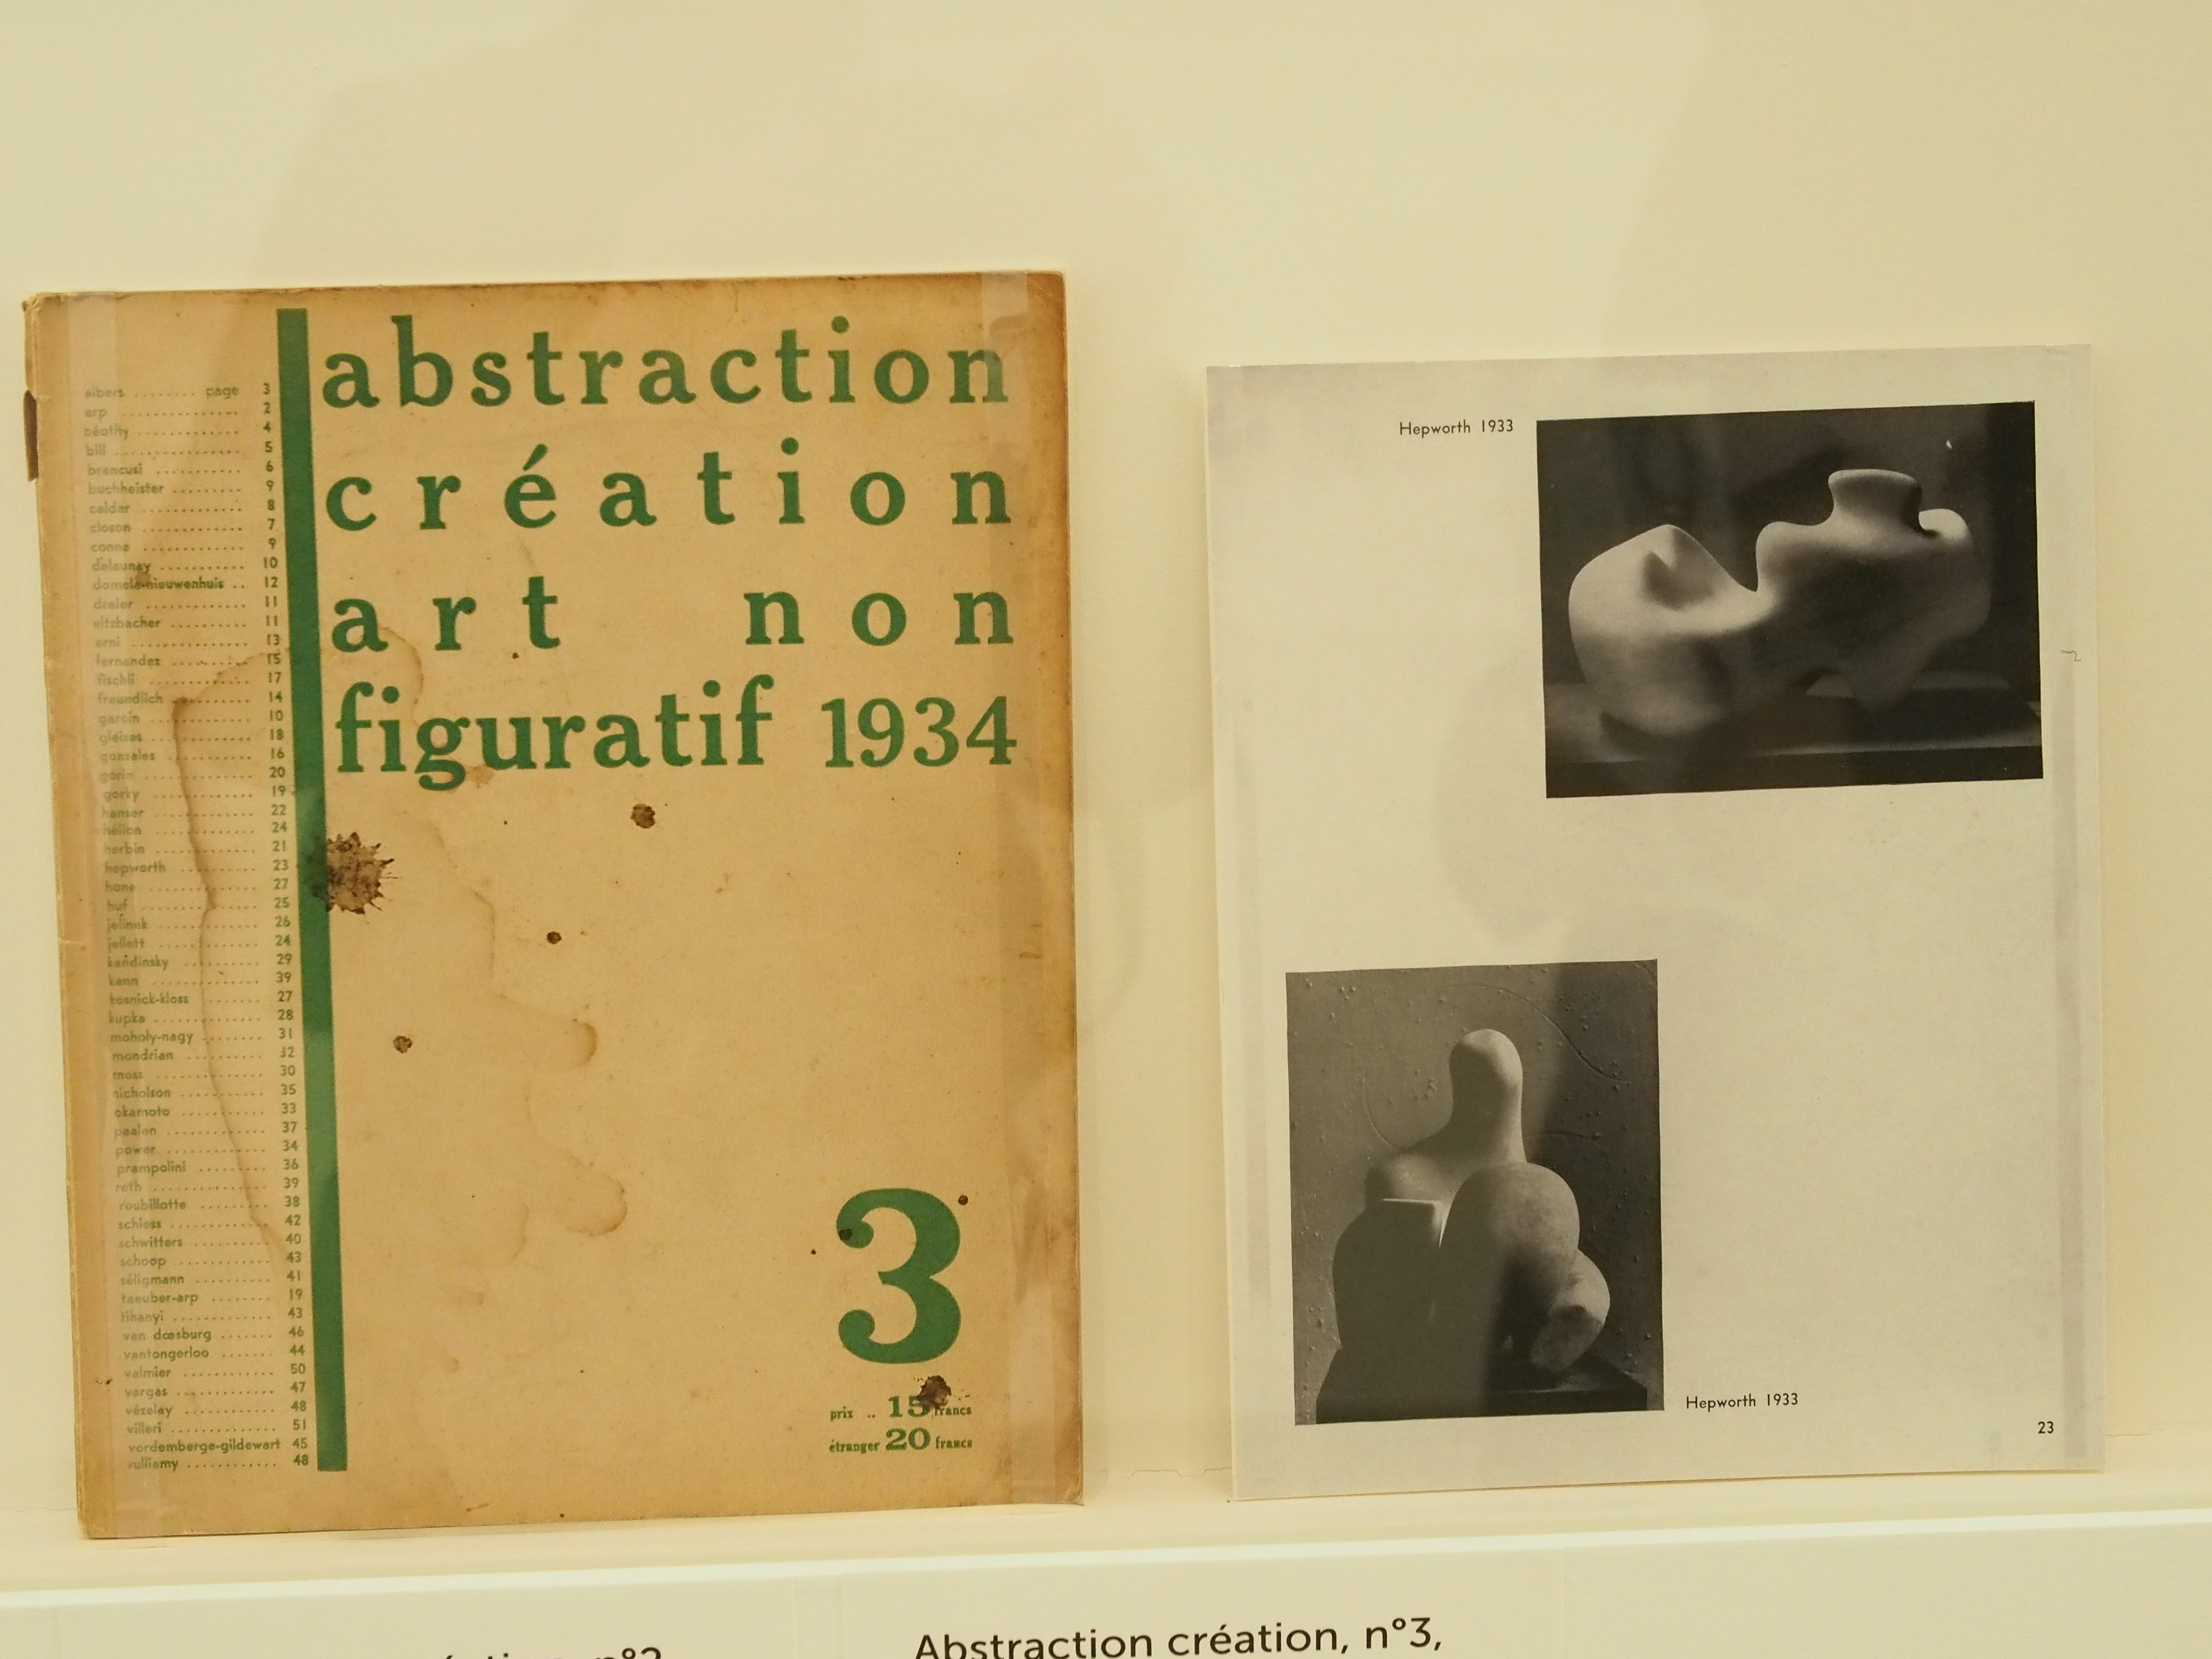 abstraction
création
art non
figuratif 1934
albers ........ page 3
arp ............... 2
béothy ............. 4
bill ................ 5
brancusi ........... 6
buchheister ......... 9
calder ............. 8
closon ............. 7
conne .............. 9
delaunay ........... 10
domela-nieuwenhuis .. 12
dreier .............. 11
eltzbacher .......... 11
erni ............... 13
fernandez .......... 15
fischli .............. 17
freundlich .......... 14
garcin ............. 10
gleizes ............. 18
gonzales ........... 16
gorin .............. 20
gorky .............. 19
hanser ............. 22
hélion ............. 24
herbin ............. 21
hepworth ........... 23
hone .............. 27
huf ................ 25
jelinek ............. 26
jellett .............. 24
kandinsky .......... 29
kann .............. 39
kosnick-kloss ....... 27
kupka ............. 28
moholy-nagy ........ 31
mondrian .......... 32
moss .............. 30
nicholson .......... 35
okamoto ........... 33
paalen ............. 37
power ............. 34
prampolini ......... 36
reth ............... 39
roubillotte ......... 38
schiess ............ 42
schwitters .......... 40
schoop ............ 43
séligmann .......... 41
taeuber-arp ........ 19
tihanyi ............. 43
van doesburg ....... 46
vantongerloo ....... 44
valmier ............ 50
vargas ............. 47
vézelay ............ 48
villeri .............. 51
vordemberge-gildewart 45
vulliamy ............ 48
3
prix .. 15 francs
étranger 20 francs
Hepworth 1933
Hepworth 1933
23
n°2
Abstraction création, n°3,